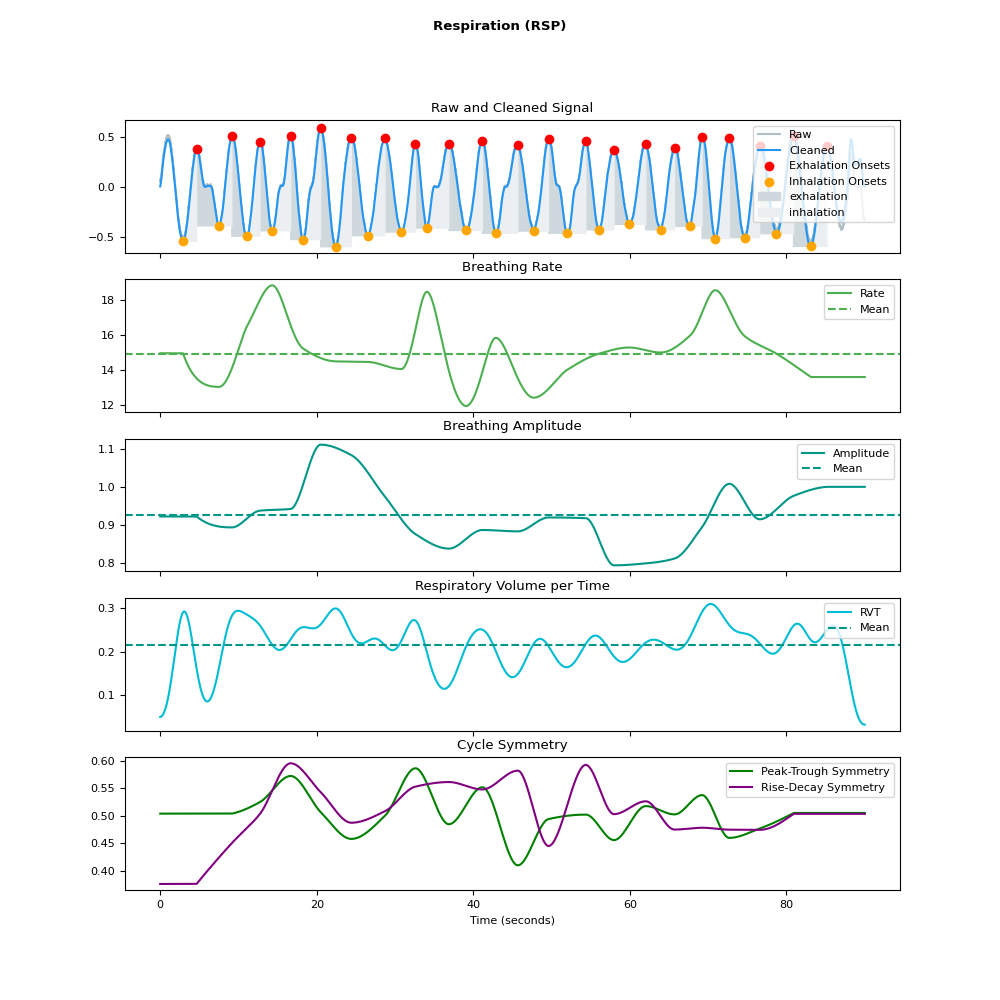 Respiration (RSP)
Raw and Cleaned Signal
0.5
0.0
−0.5
Raw
Cleaned
Exhalation Onsets
Inhalation Onsets
exhalation
inhalation
Breathing Rate
18
16
14
12
Rate
Mean
Breathing Amplitude
1.1
1.0
0.9
0.8
Amplitude
Mean
Respiratory Volume per Time
0.3
0.2
0.1
RVT
Mean
Cycle Symmetry
0.60
0.55
0.50
0.45
0.40
Peak-Trough Symmetry
Rise-Decay Symmetry
0 20 40 60 80
Time (seconds)